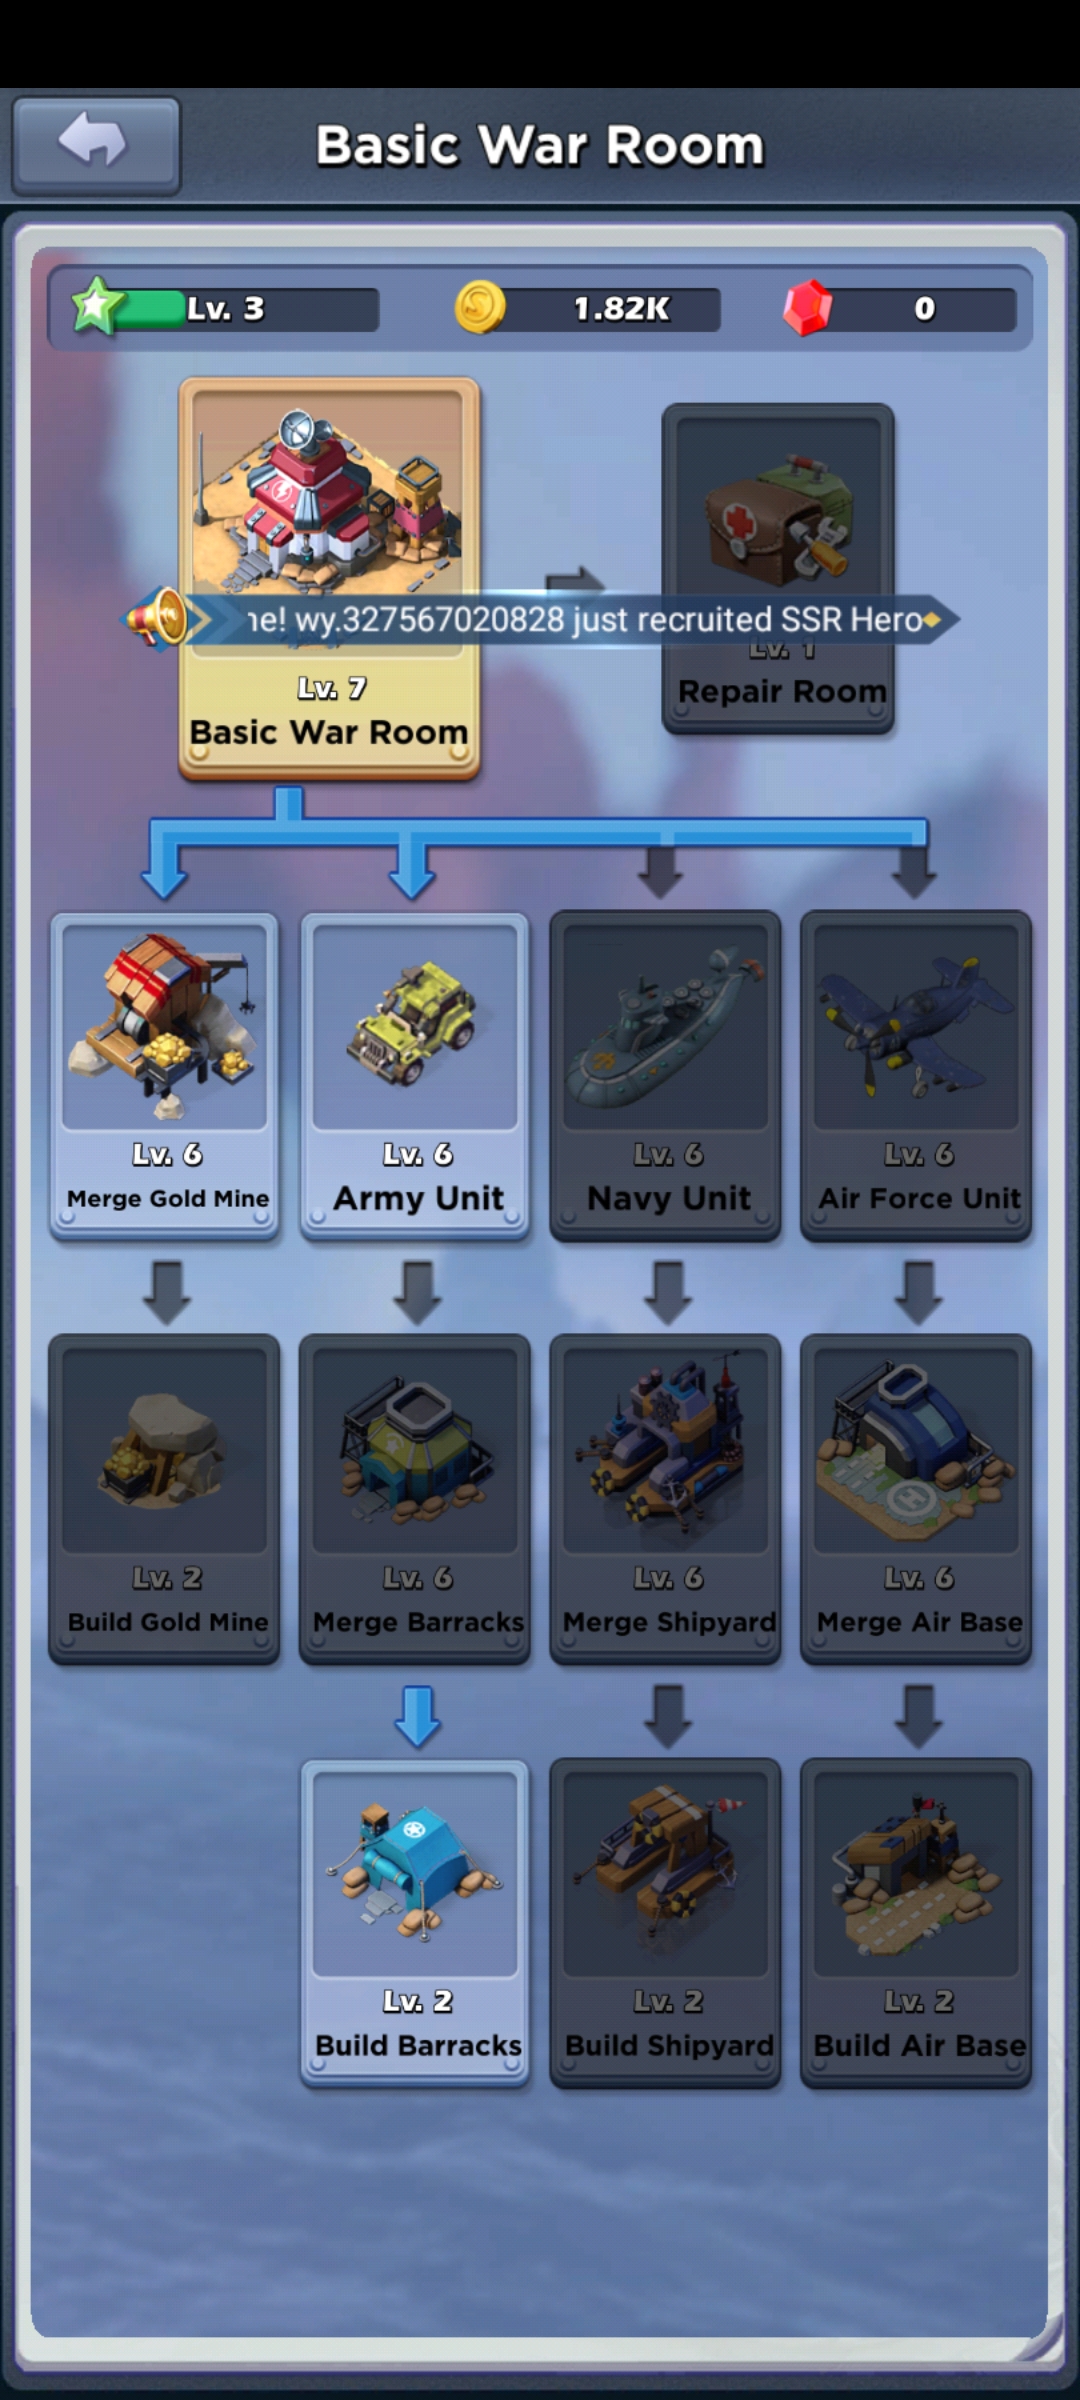 Basic War Room
Lv. 3
1.82K
0
ne! wy.327567020828 just recruited SSR Hero
Lv. 7
Basic War Room
Lv. 1
Repair Room
Lv. 6
Merge Gold Mine
Lv. 6
Army Unit
Lv. 6
Navy Unit
Lv. 6
Air Force Unit
Lv. 2
Build Gold Mine
Lv. 6
Merge Barracks
Lv. 6
Merge Shipyard
Lv. 6
Merge Air Base
Lv. 2
Build Barracks
Lv. 2
Build Shipyard
Lv. 2
Build Air Base